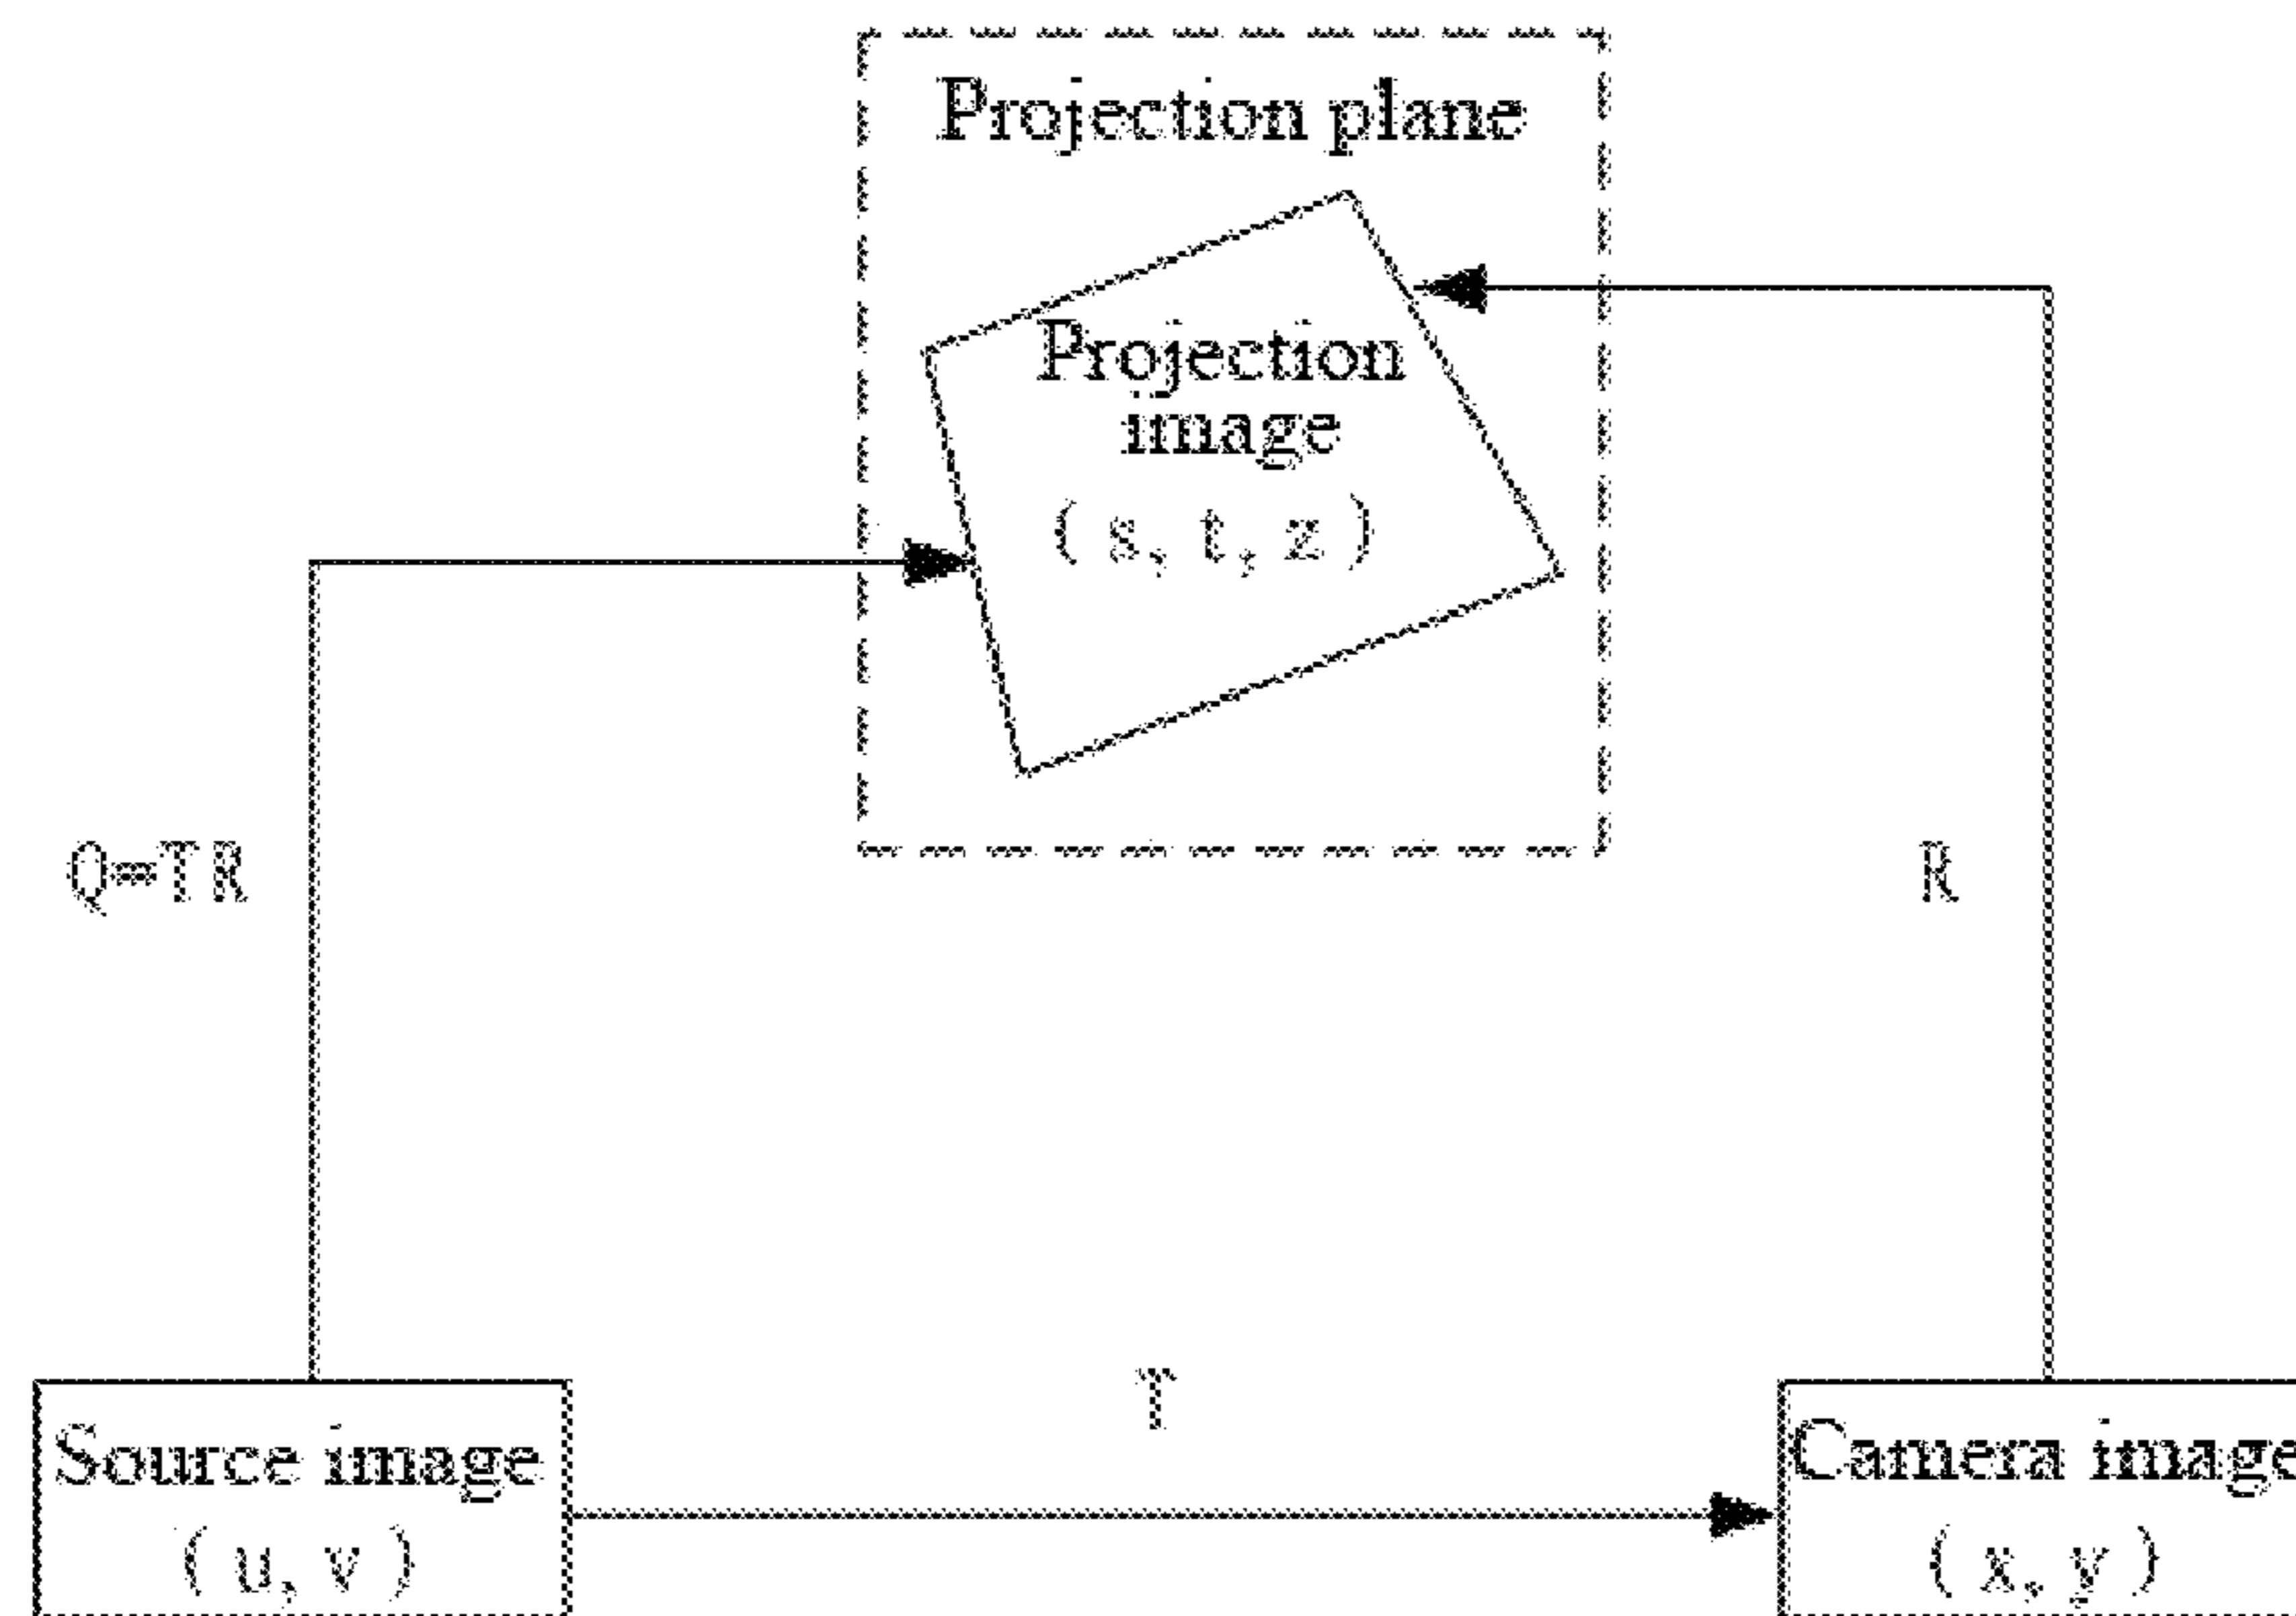 Projection plane
Projection
image
( s, t, z )
Q=TR
R
T
Source image
( u, v )
Camera image
( x, y )